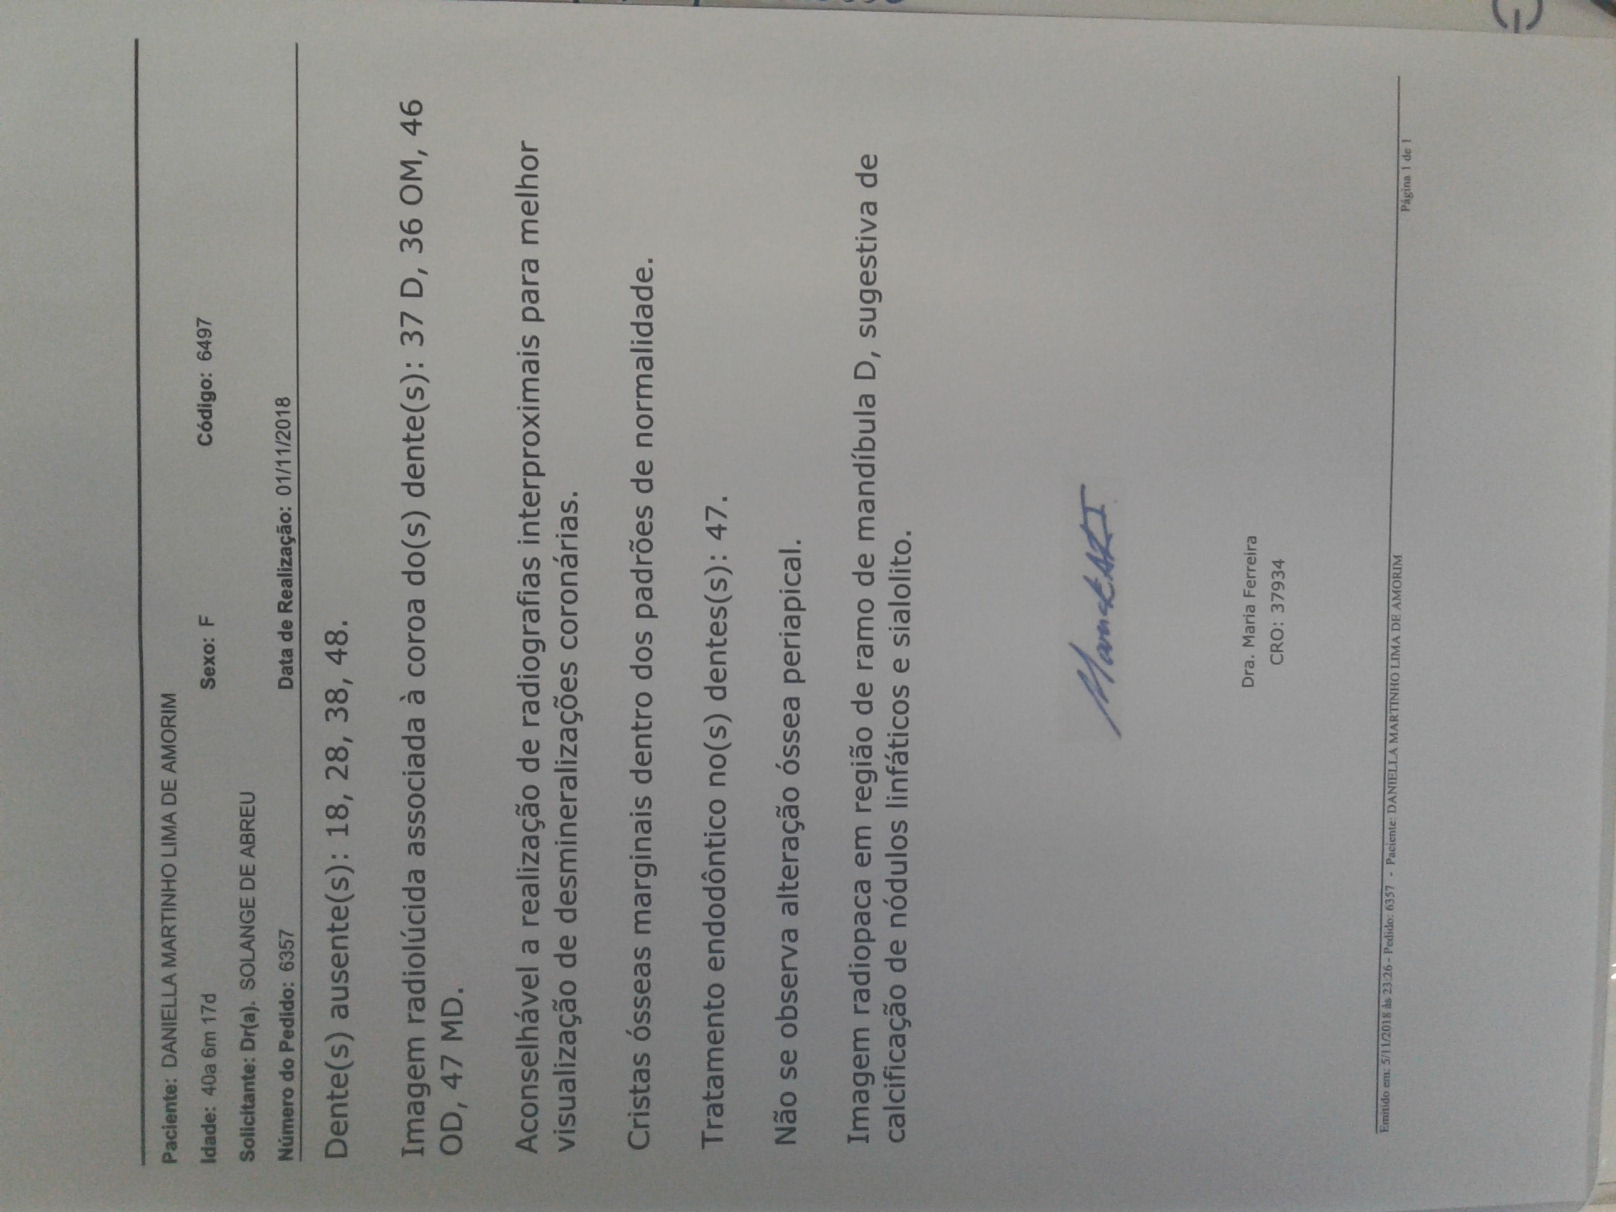 Paciente: DANIELLA MARTINHO LIMA DE AMORIM
Idade: 40a 6m 17d Sexo: F Código: 6497
Solicitante: Dr(a). SOLANGE DE ABREU
Número do Pedido: 6357 Data de Realização: 01/11/2018
Dente(s) ausente(s): 18, 28, 38, 48.
Imagem radiolúcida associada à coroa do(s) dente(s): 37 D, 36 OM, 46
OD, 47 MD.
Aconselhável a realização de radiografias interproximais para melhor
visualização de desmineralizações coronárias.
Cristas ósseas marginais dentro dos padrões de normalidade.
Tratamento endodôntico no(s) dentes(s): 47.
Não se observa alteração óssea periapical.
Imagem radiopaca em região de ramo de mandíbula D, sugestiva de
calcificação de nódulos linfáticos e sialolito.
Dra. Maria Ferreira
CRO: 37934
Emitido em: 5/11/2018 às 23:26 - Pedido: 6357 - Paciente: DANIELLA MARTINHO LIMA DE AMORIM Página 1 de 1